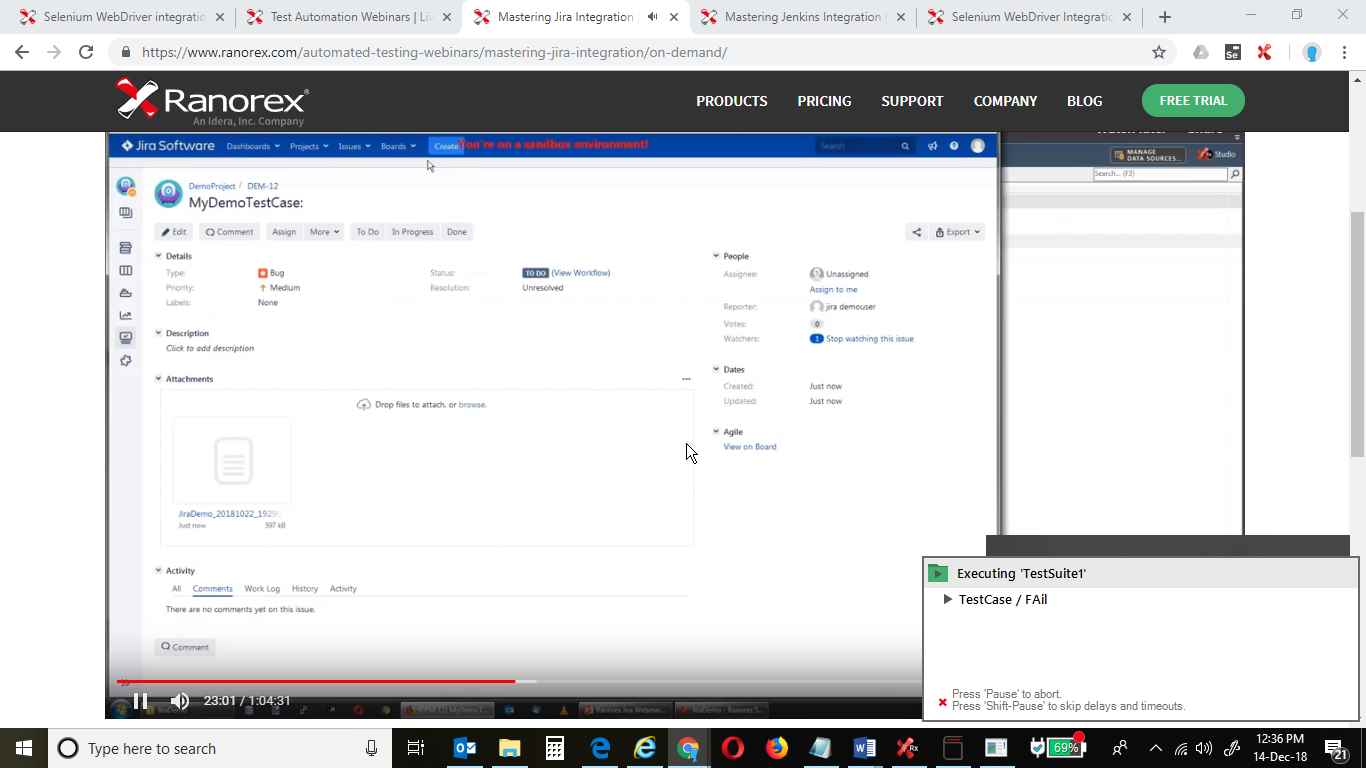 Selenium WebDriver integratio
Test Automation Webinars | Liv
Mastering Jira Integration
Mastering Jenkins Integration
Selenium WebDriver Integratio
https://www.ranorex.com/automated-testing-webinars/mastering-jira-integration/on-demand/
Ranorex
An Idera, Inc. Company
PRODUCTS PRICING SUPPORT COMPANY BLOG FREE TRIAL
Jira Software Dashboards Projects Issues Boards Create You're on a sandbox environment! Search
MANAGE DATA SOURCES... Studio
Search... (F3)
DemoProject / DEM-12
MyDemoTestCase:
Edit Comment Assign More To Do In Progress Done Export
Details
Type: Bug Status: TO DO (View Workflow)
Priority: Medium Resolution: Unresolved
Labels: None
People
Assignee: Unassigned
Assign to me
Reporter: jira demouser
Votes: 0
Watchers: 1 Stop watching this issue
Description
Click to add description
Dates
Created: Just now
Updated: Just now
Attachments
Drop files to attach, or browse.
JiraDemo_20181022_1929
Just now 597 kB
Agile
View on Board
Activity
All Comments Work Log History Activity
There are no comments yet on this issue.
Comment
23:01 / 1:04:31
Executing 'TestSuite1'
TestCase / FAil
Press 'Pause' to abort.
Press 'Shift-Pause' to skip delays and timeouts.
Type here to search
Se
69%
12:36 PM
14-Dec-18
21